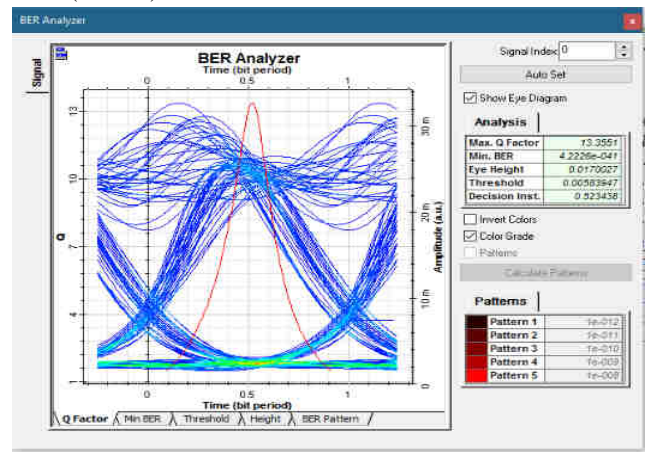 BER Analyzer
Signal
BER Analyzer
Time (bit period)
0 0.5 1
Q
13
10
7
4
1
Amplitude (a.u.)
30 m
20 m
10 m
0
0 0.5 1
Time (bit period)
Q Factor Min BER Threshold Height BER Pattern
Signal Index: 0
Auto Set
Show Eye Diagram
Analysis
Max. Q Factor 13.3551
Min. BER 4.2226e-041
Eye Height 0.0170027
Threshold 0.00583947
Decision Inst. 0.523438
Invert Colors
Color Grade
Patterns
Calculate Patterns
Patterns
Pattern 1 1e-012
Pattern 2 1e-011
Pattern 3 1e-010
Pattern 4 1e-009
Pattern 5 1e-008